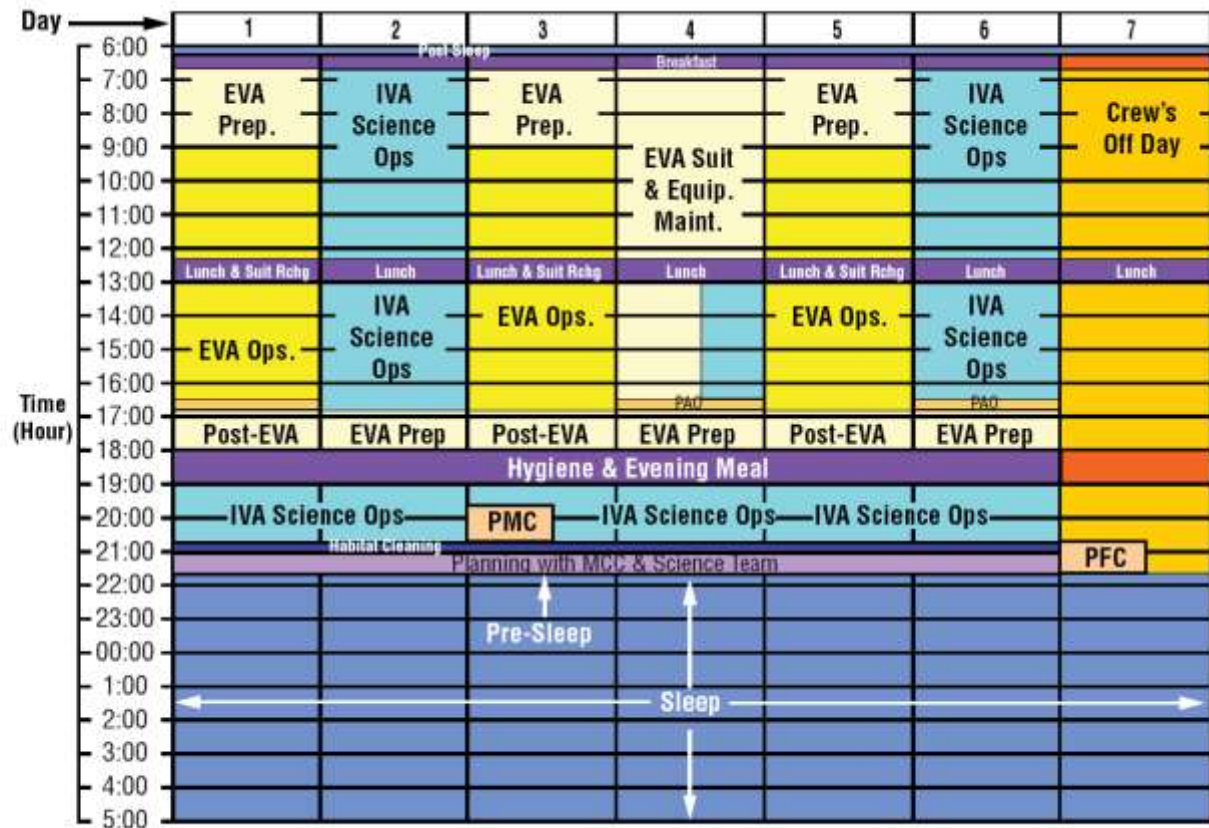 Day
1 2 3 4 5 6 7
6:00
Post Sleep
Breakfast
7:00
EVA Prep.
IVA Science Ops
EVA Prep.
EVA Suit & Equip. Maint.
EVA Prep.
IVA Science Ops
Crew's Off Day
8:00
9:00
10:00
11:00
12:00
Lunch & Suit Rchg Lunch Lunch & Suit Rchg Lunch Lunch & Suit Rchg Lunch Lunch
13:00
EVA Ops.
IVA Science Ops
EVA Ops.
EVA Ops.
IVA Science Ops
14:00
15:00
16:00
PAO PAO
Time (Hour)
17:00
Post-EVA EVA Prep Post-EVA EVA Prep Post-EVA EVA Prep
18:00
Hygiene & Evening Meal
19:00
IVA Science Ops PMC IVA Science Ops IVA Science Ops
20:00
Habitat Cleaning
21:00
Planning with MCC & Science Team
PFC
22:00
23:00
Pre-Sleep
00:00
1:00
Sleep
2:00
3:00
4:00
5:00